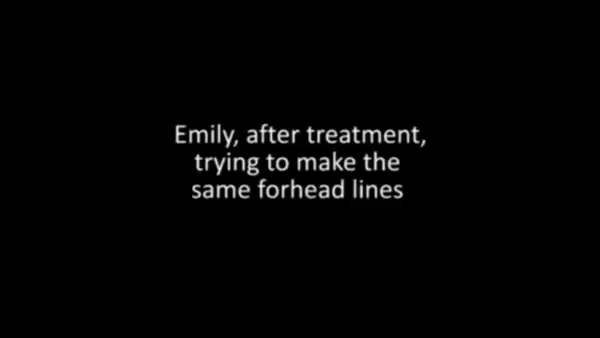 Emily, after treatment,
trying to make the
same forhead lines